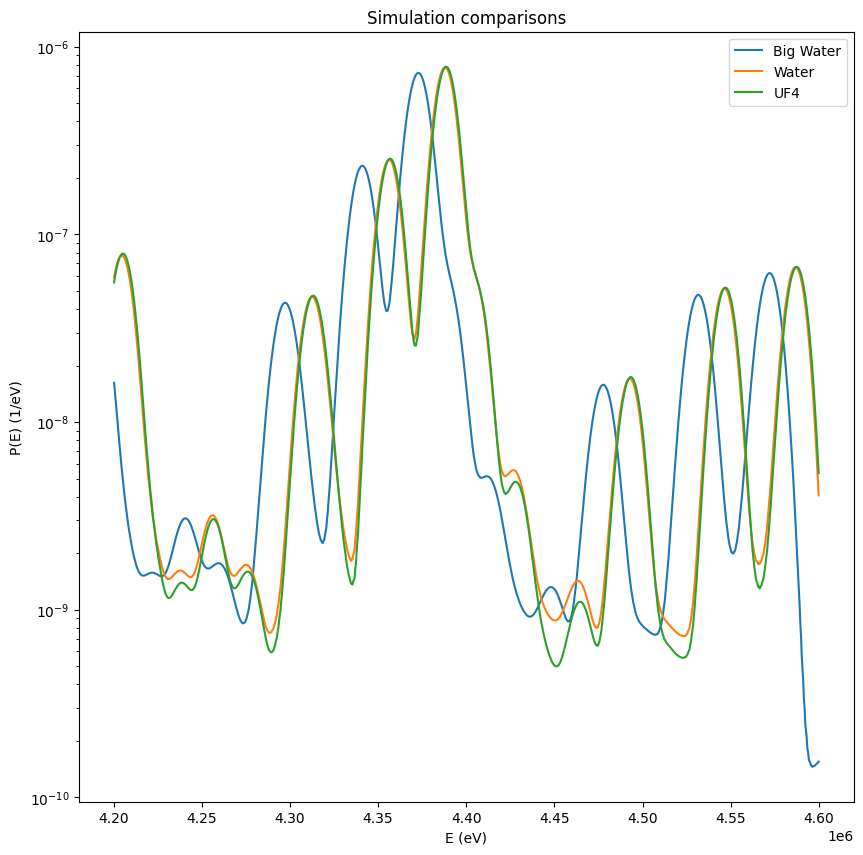 Simulation comparisons
Big Water
Water
UF4
P(E) (1/eV)
10⁻⁶
10⁻⁷
10⁻⁸
10⁻⁹
10⁻¹⁰
4.20 4.25 4.30 4.35 4.40 4.45 4.50 4.55 4.60
1e6
E (eV)